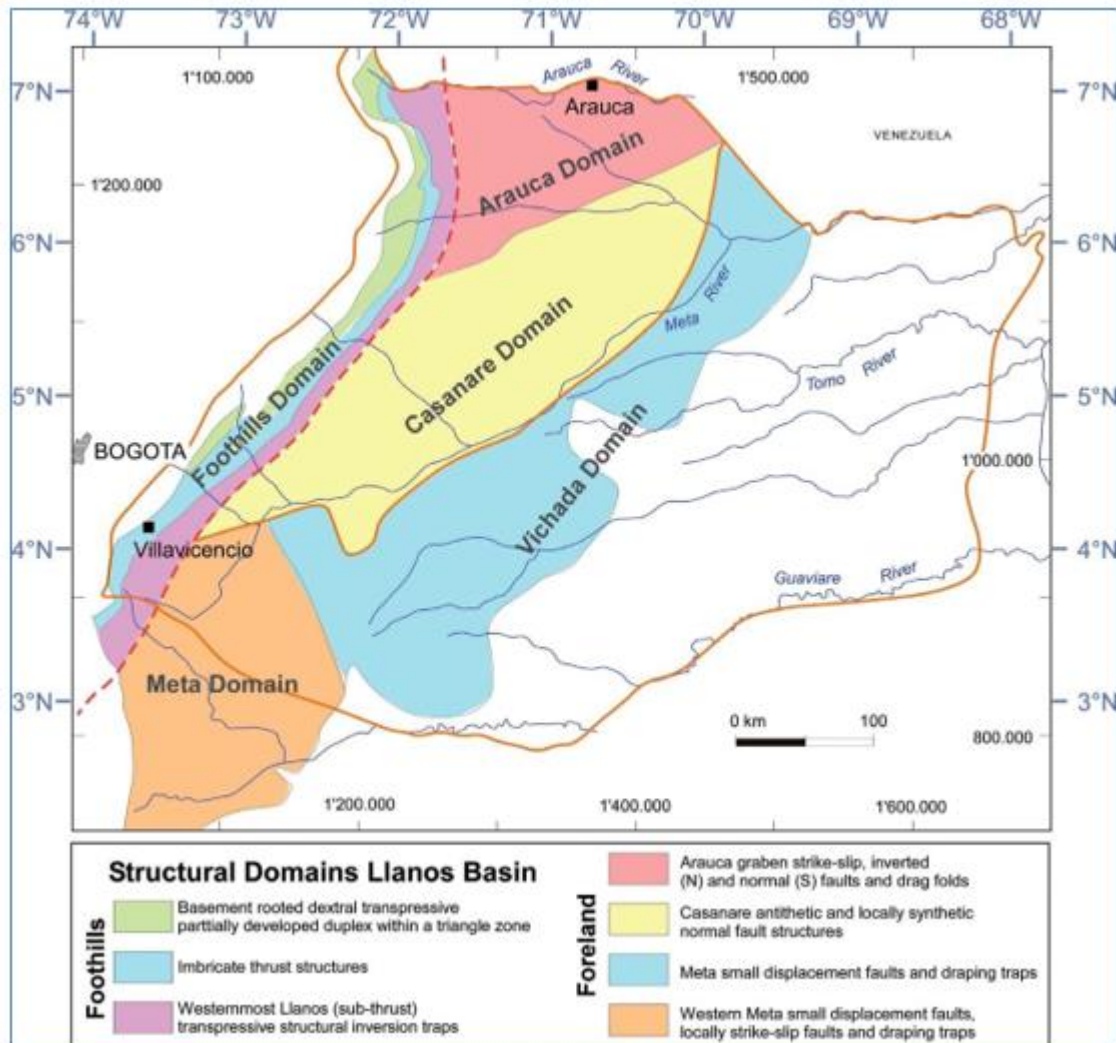 74°W 73°W 72°W 71°W 70°W 69°W 68°W
1'100.000
Arauca River
1'500.000
7°N
7°N
Arauca
VENEZUELA
Arauca Domain
1'200.000
6°N
6°N
Meta River
Casanare Domain
Tomo River
5°N
5°N
Foothills Domain
BOGOTA
1'000.000
Vichada Domain
Villavicencio
4°N
4°N
Guaviare River
Meta Domain
3°N
3°N
0 km 100
800.000
1'200.000
1'400.000
1'600.000
Structural Domains Llanos Basin
Foothills
Basement rooted dextral transpressive
partially developed duplex within a triangle zone
Imbricate thrust structures
Westernmost Llanos (sub-thrust)
transpressive structural inversion traps
Foreland
Arauca graben strike-slip, inverted
(N) and normal (S) faults and drag folds
Casanare antithetic and locally synthetic
normal fault structures
Meta small displacement faults and draping traps
Western Meta small displacement faults,
locally strike-slip faults and draping traps